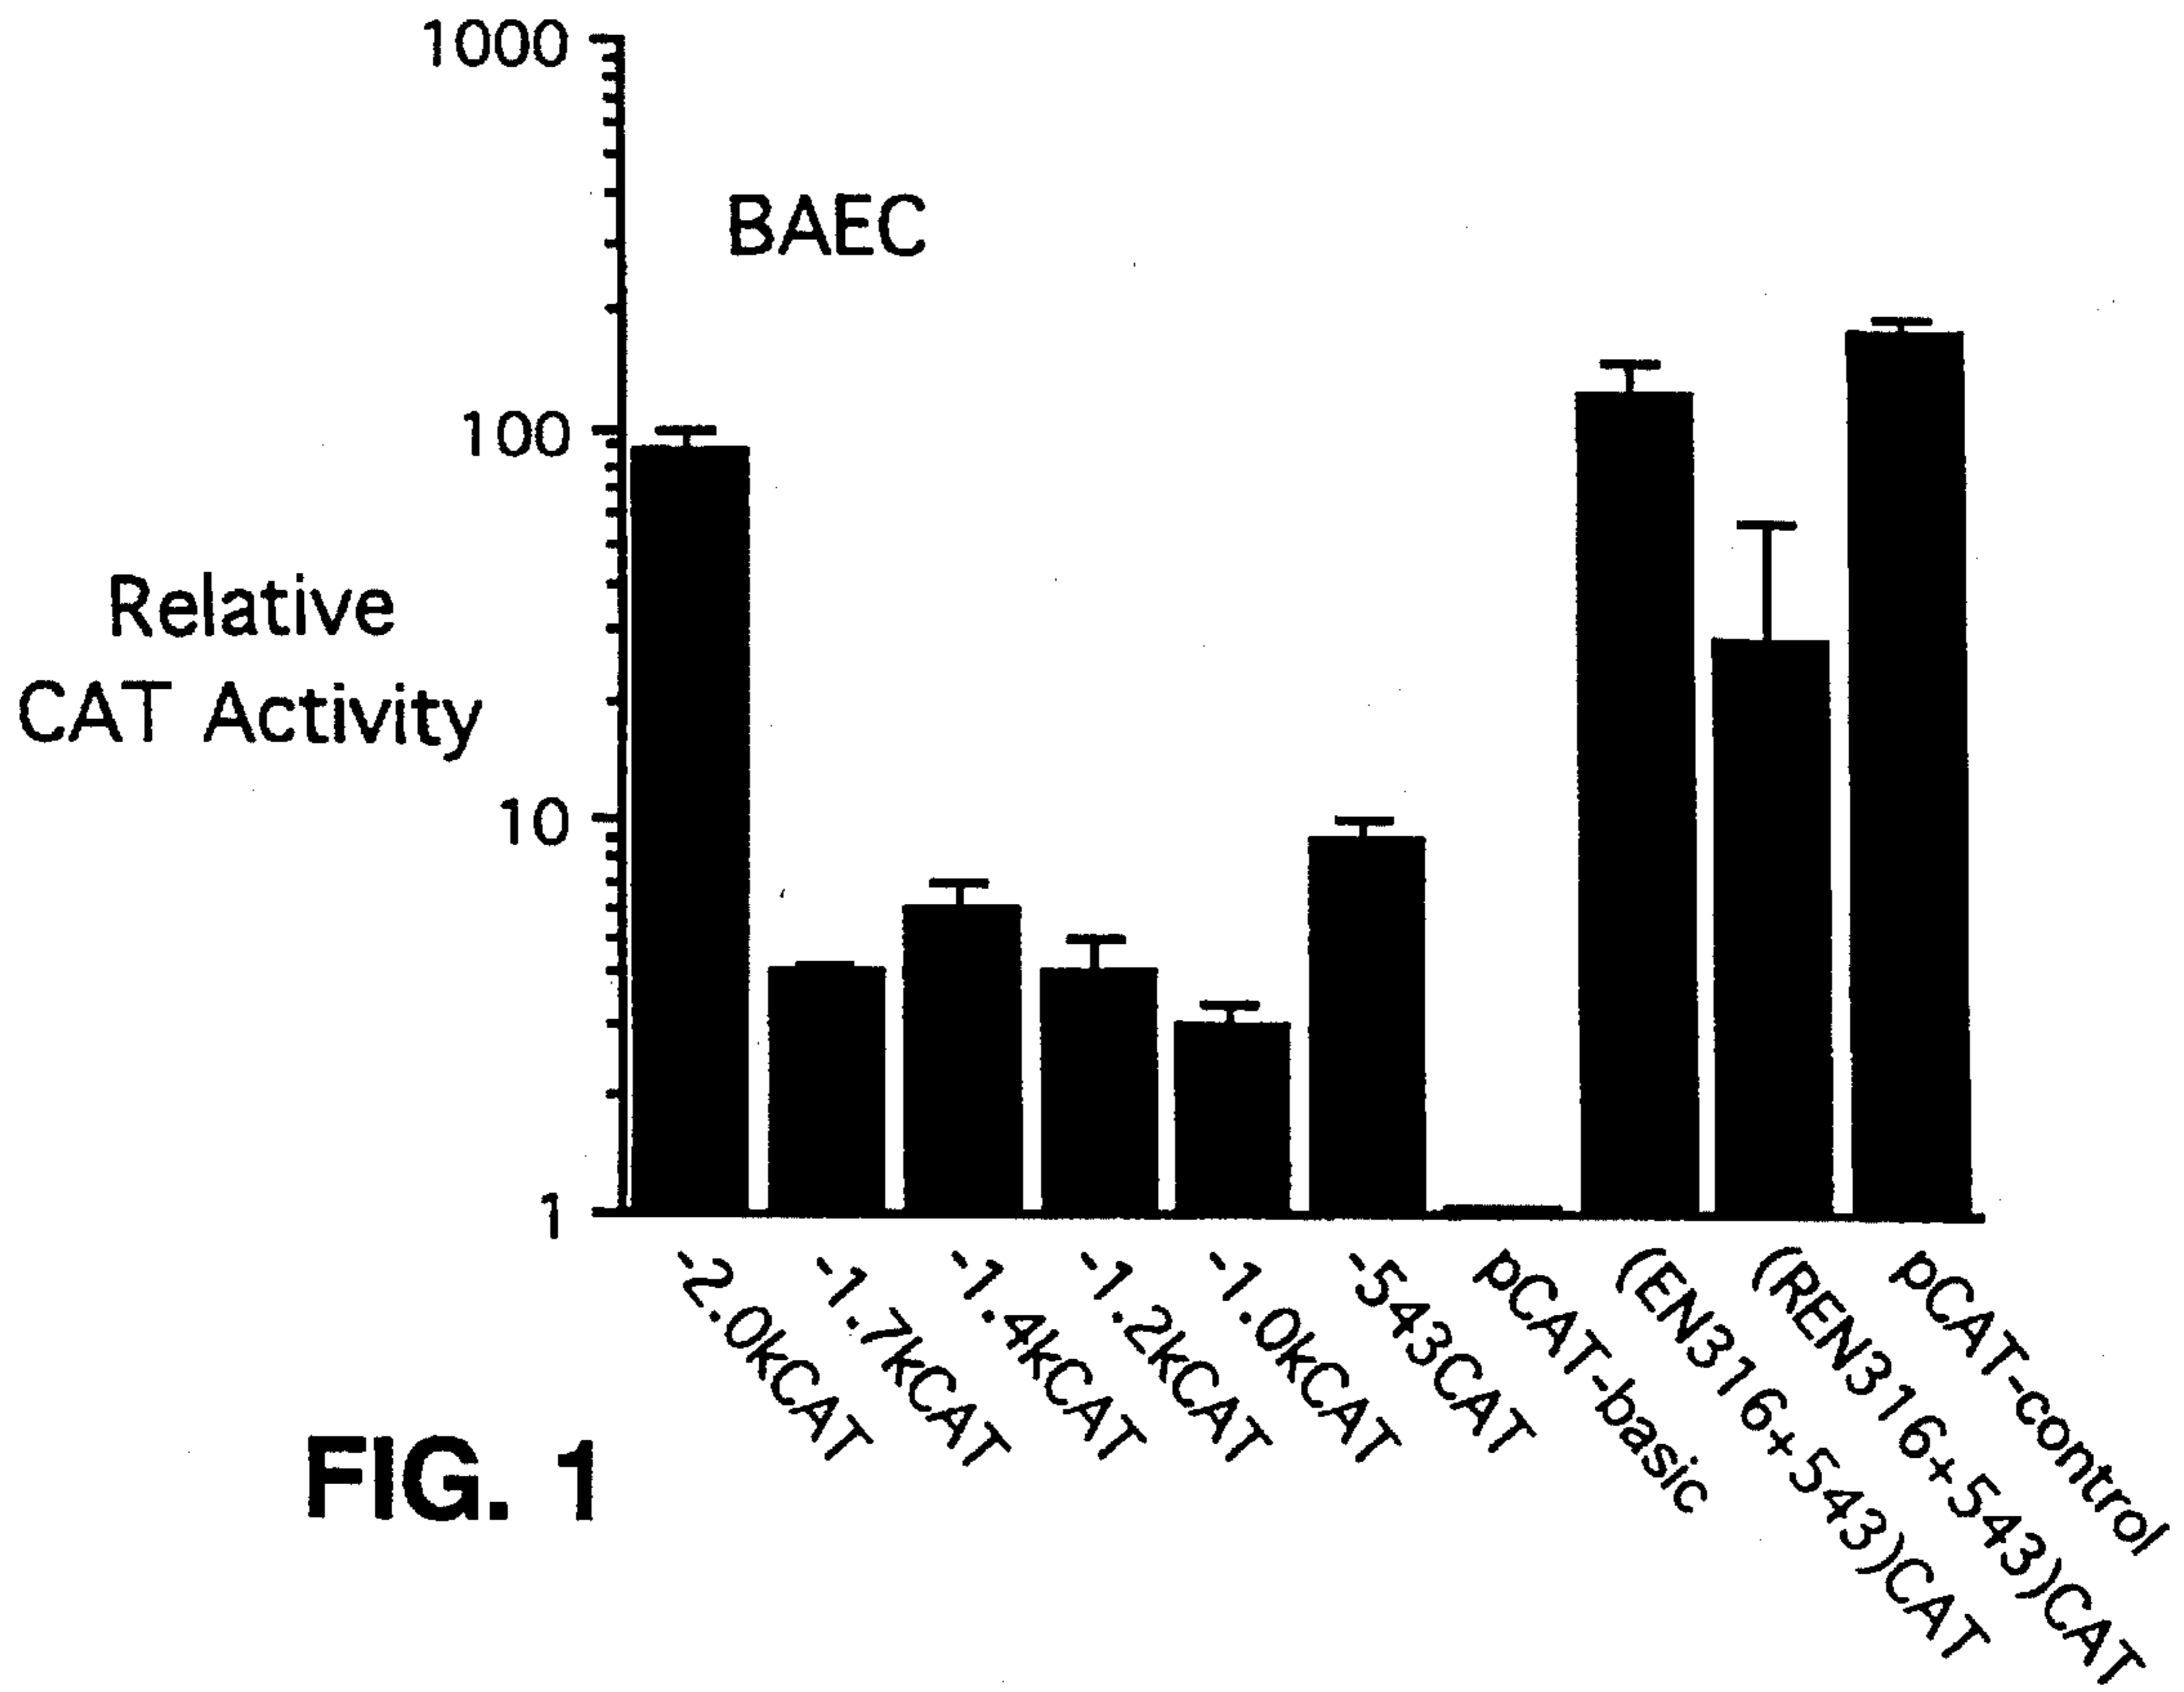 1000
BAEC
100
Relative
CAT Activity
10
1
-2.0kCAT
-1.7kCAT
-1.4kCAT
-1.2kCAT
-1.0kCAT
-543CAT
pCAT-basic
(EN316+543)CAT
(REN316+543)CAT
pCAT-control
FIG. 1